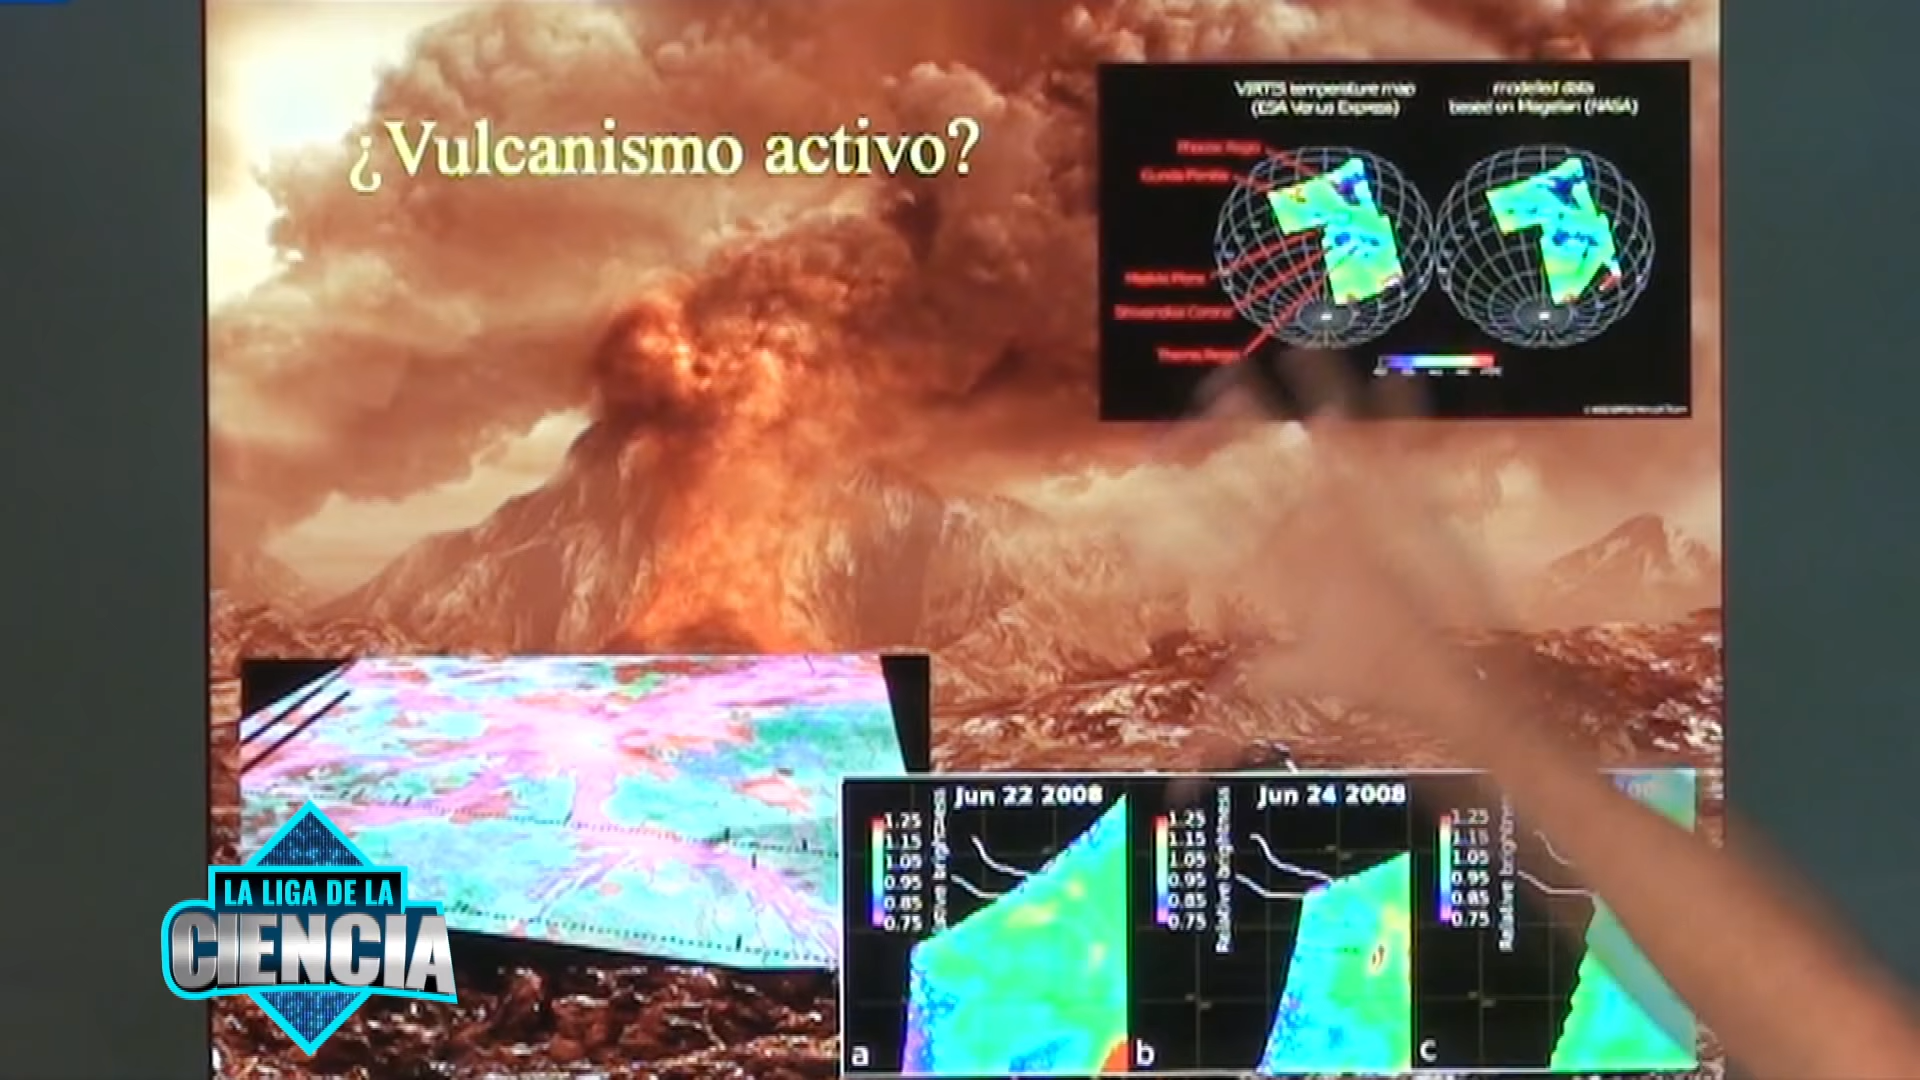 ¿Vulcanismo activo?
VIRTIS temperature map
(ESA Venus Express)
modelled data
based on Magellan (NASA)
Jun 22 2008
1.25
1.15
1.05
0.95
0.85
0.75
a
Jun 24 2008
1.25
1.15
1.05
0.95
0.85
0.75
Relative brightness
b
1.25
1.15
1.05
0.95
0.85
0.75
Relative brightness
c
LA LIGA DE LA
CIENCIA